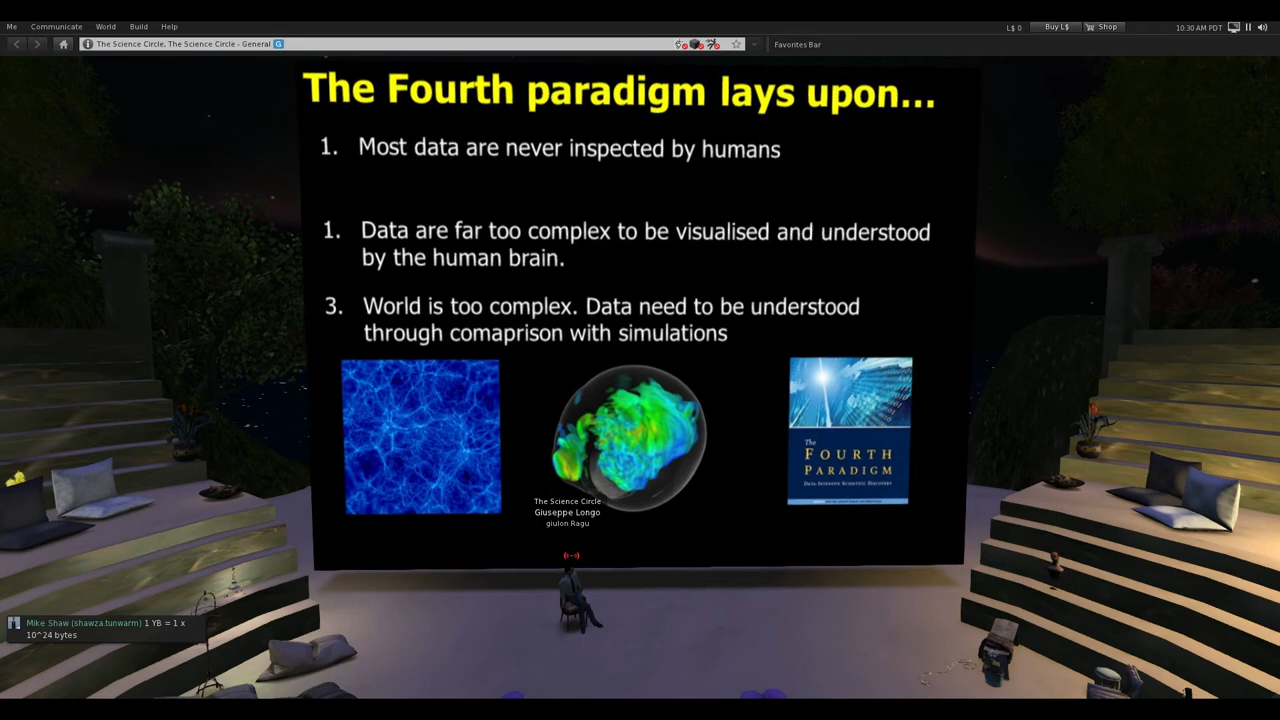 Me Communicate World Build Help
L$ 0 Buy L$ Shop 10:30 AM PDT
The Science Circle, The Science Circle - General G
Favorites Bar
The Fourth paradigm lays upon...
1. Most data are never inspected by humans
1. Data are far too complex to be visualised and understood
by the human brain.
3. World is too complex. Data need to be understood
through comaprison with simulations
The
FOURTH
PARADIGM
DATA-INTENSIVE SCIENTIFIC DISCOVERY
The Science Circle
Giuseppe Longo
giulon Ragu
Mike Shaw (shawza.tunwarm) 1 YB = 1 x
10^24 bytes